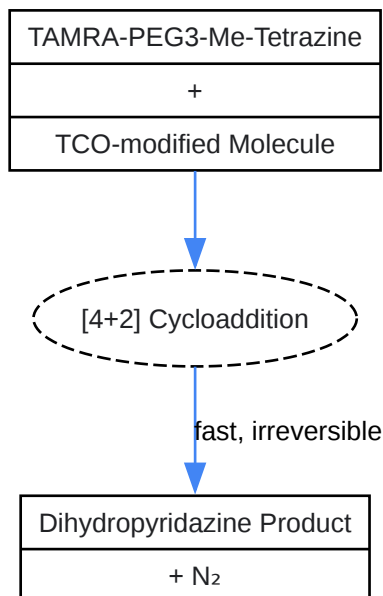 TAMRA-PEG3-Me-Tetrazine
+
TCO-modified Molecule
[4+2] Cycloaddition
fast, irreversible
Dihydropyridazine Product
+ N₂